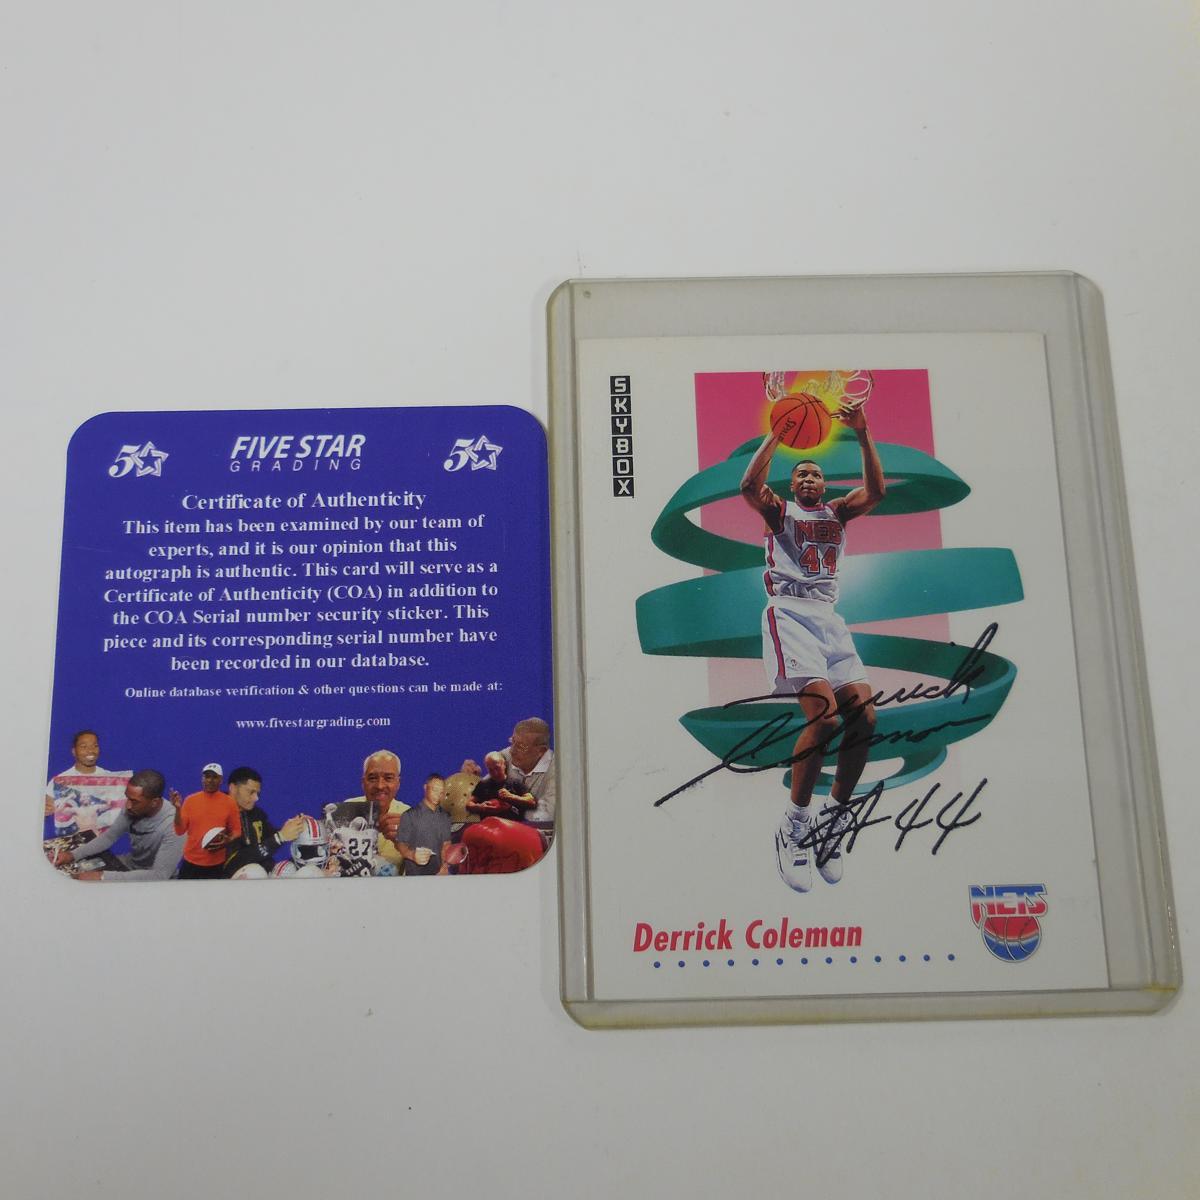 FIVE STAR
GRADING
Certificate of Authenticity
This item has been examined by our team of
experts, and it is our opinion that this
autograph is authentic. This card will serve as a
Certificate of Authenticity (COA) in addition to
the COA Serial number security sticker. This
piece and its corresponding serial number have
been recorded in our database.
Online database verification & other questions can be made at:
www.fivestargrading.com
27
SKYBOX
NETS
44
Derrick
Coleman
#44
Derrick Coleman
NETS